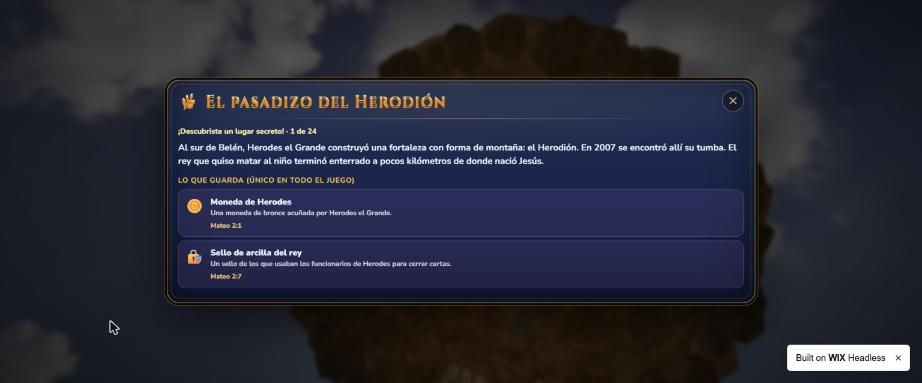 El pasadizo del Herodión
¡Descubriste un lugar secreto! · 1 de 24
Al sur de Belén, Herodes el Grande construyó una fortaleza con forma de montaña: el Herodión. En 2007 se encontró allí su tumba. El
rey que quiso matar al niño terminó enterrado a pocos kilómetros de donde nació Jesús.
LO QUE GUARDA (ÚNICO EN TODO EL JUEGO)
Moneda de Herodes
Una moneda de bronce acuñada por Herodes el Grande.
Mateo 2:1
Sello de arcilla del rey
Un sello de los que usaban los funcionarios de Herodes para cerrar cartas.
Mateo 2:7
Built on WIX Headless